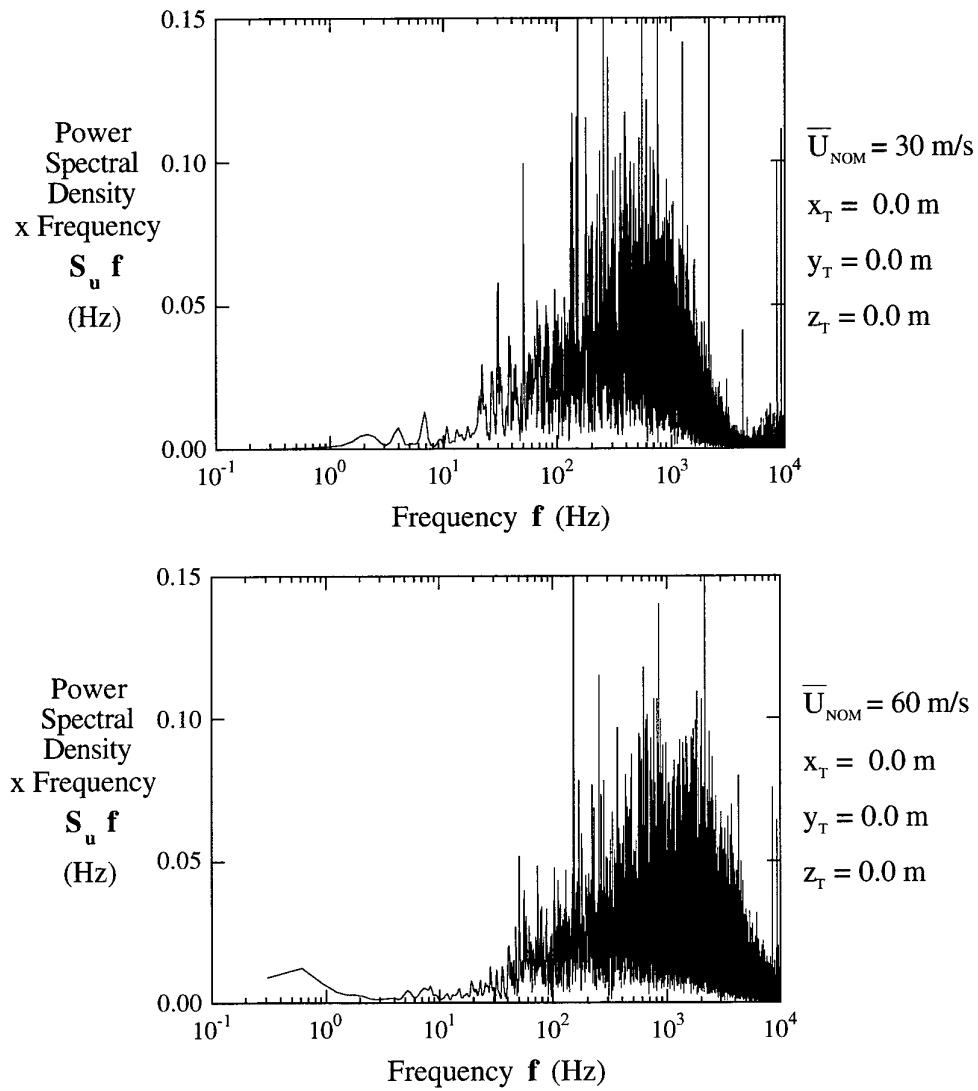 0.15
0.10
0.05
0.00
Power
Spectral
Density
x Frequency
S_u f
(Hz)
10^-1 10^0 10^1 10^2 10^3 10^4
Frequency f (Hz)
U̅_NOM = 30 m/s
x_T = 0.0 m
y_T = 0.0 m
z_T = 0.0 m
0.15
0.10
0.05
0.00
Power
Spectral
Density
x Frequency
S_u f
(Hz)
10^-1 10^0 10^1 10^2 10^3 10^4
Frequency f (Hz)
U̅_NOM = 60 m/s
x_T = 0.0 m
y_T = 0.0 m
z_T = 0.0 m